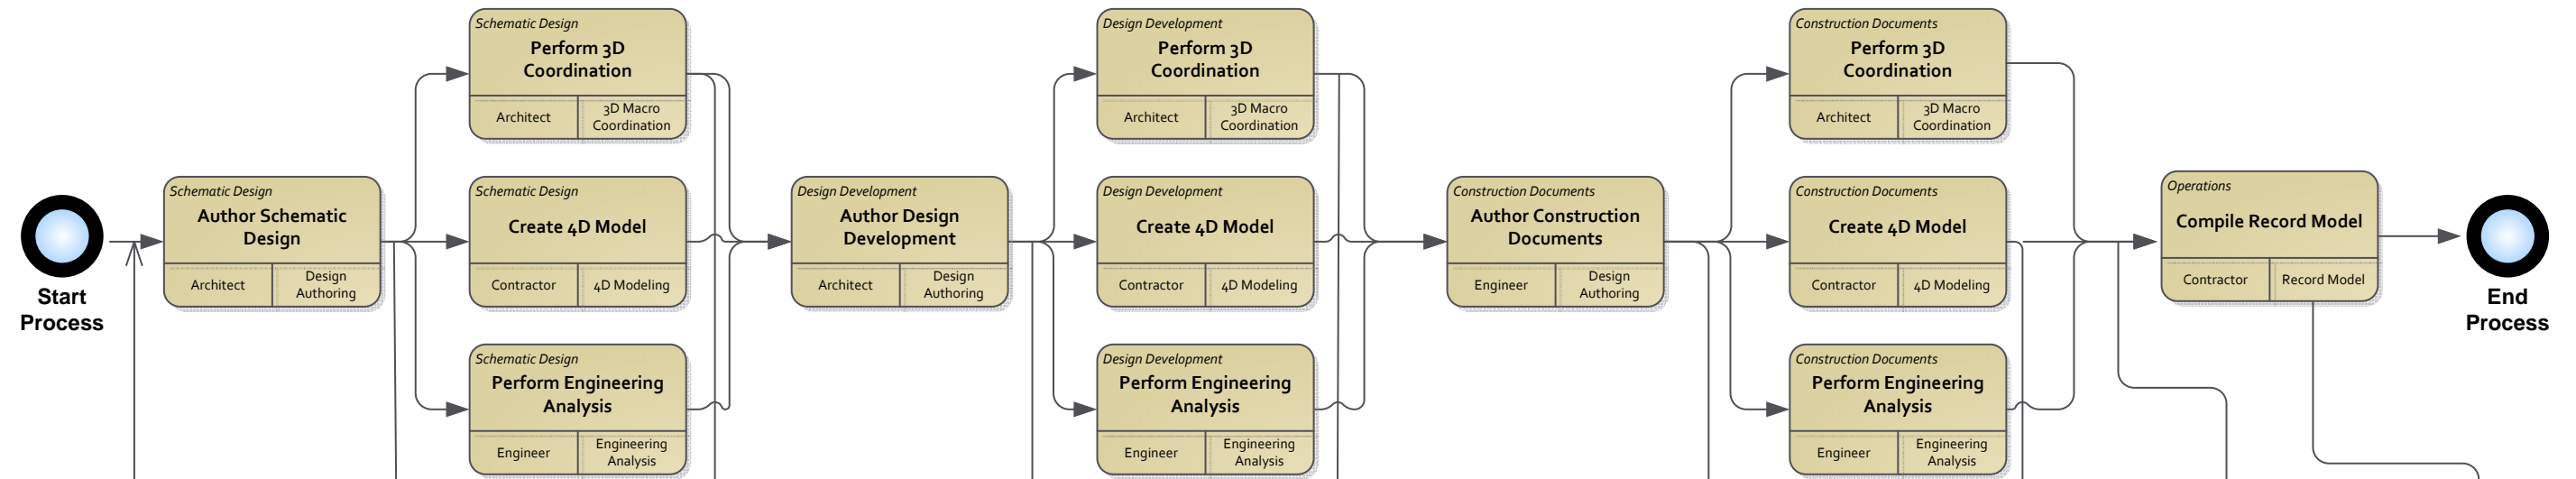 Start
Process
Schematic Design
Author Schematic
Design
Architect
Design
Authoring
Schematic Design
Perform 3D
Coordination
Architect
3D Macro
Coordination
Schematic Design
Create 4D Model
Contractor
4D Modeling
Schematic Design
Perform Engineering
Analysis
Engineer
Engineering
Analysis
Design Development
Author Design
Development
Architect
Design
Authoring
Design Development
Perform 3D
Coordination
Architect
3D Macro
Coordination
Design Development
Create 4D Model
Contractor
4D Modeling
Design Development
Perform Engineering
Analysis
Engineer
Engineering
Analysis
Construction Documents
Author Construction
Documents
Engineer
Design
Authoring
Construction Documents
Perform 3D
Coordination
Architect
3D Macro
Coordination
Construction Documents
Create 4D Model
Contractor
4D Modeling
Construction Documents
Perform Engineering
Analysis
Engineer
Engineering
Analysis
Operations
Compile Record Model
Contractor
Record Model
End
Process